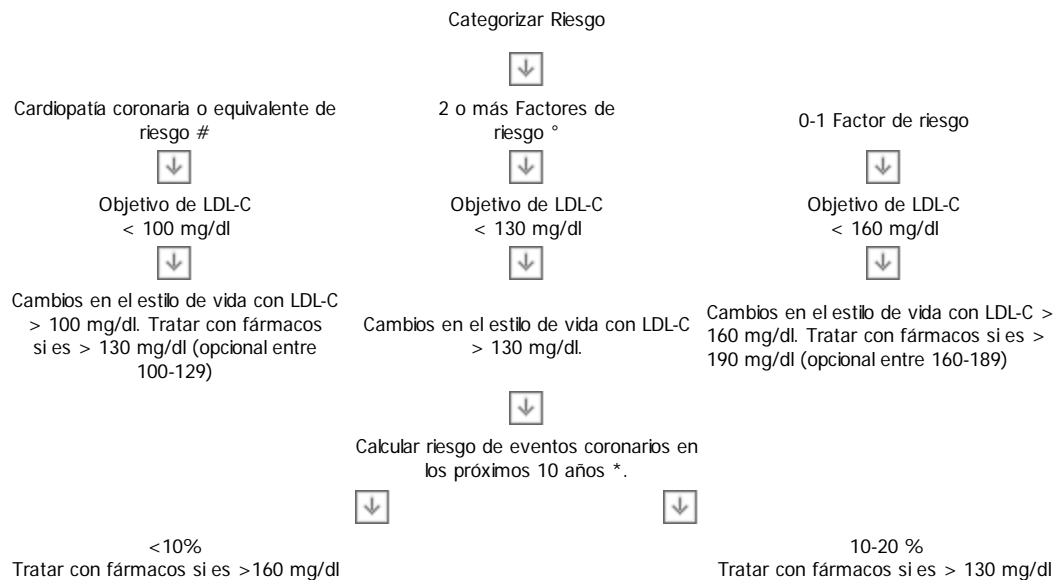 Categorizar Riesgo
Cardiopatía coronaria o equivalente de
riesgo #
2 o más Factores de
riesgo °
0-1 Factor de riesgo
Objetivo de LDL-C
< 100 mg/dl
Objetivo de LDL-C
< 130 mg/dl
Objetivo de LDL-C
< 160 mg/dl
Cambios en el estilo de vida con LDL-C
> 100 mg/dl. Tratar con fármacos
si es > 130 mg/dl (opcional entre
100-129)
Cambios en el estilo de vida con LDL-C
> 130 mg/dl.
Cambios en el estilo de vida con LDL-C >
160 mg/dl. Tratar con fármacos si es >
190 mg/dl (opcional entre 160-189)
Calcular riesgo de eventos coronarios en
los próximos 10 años *.
<10%
Tratar con fármacos si es >160 mg/dl
10-20 %
Tratar con fármacos si es > 130 mg/dl